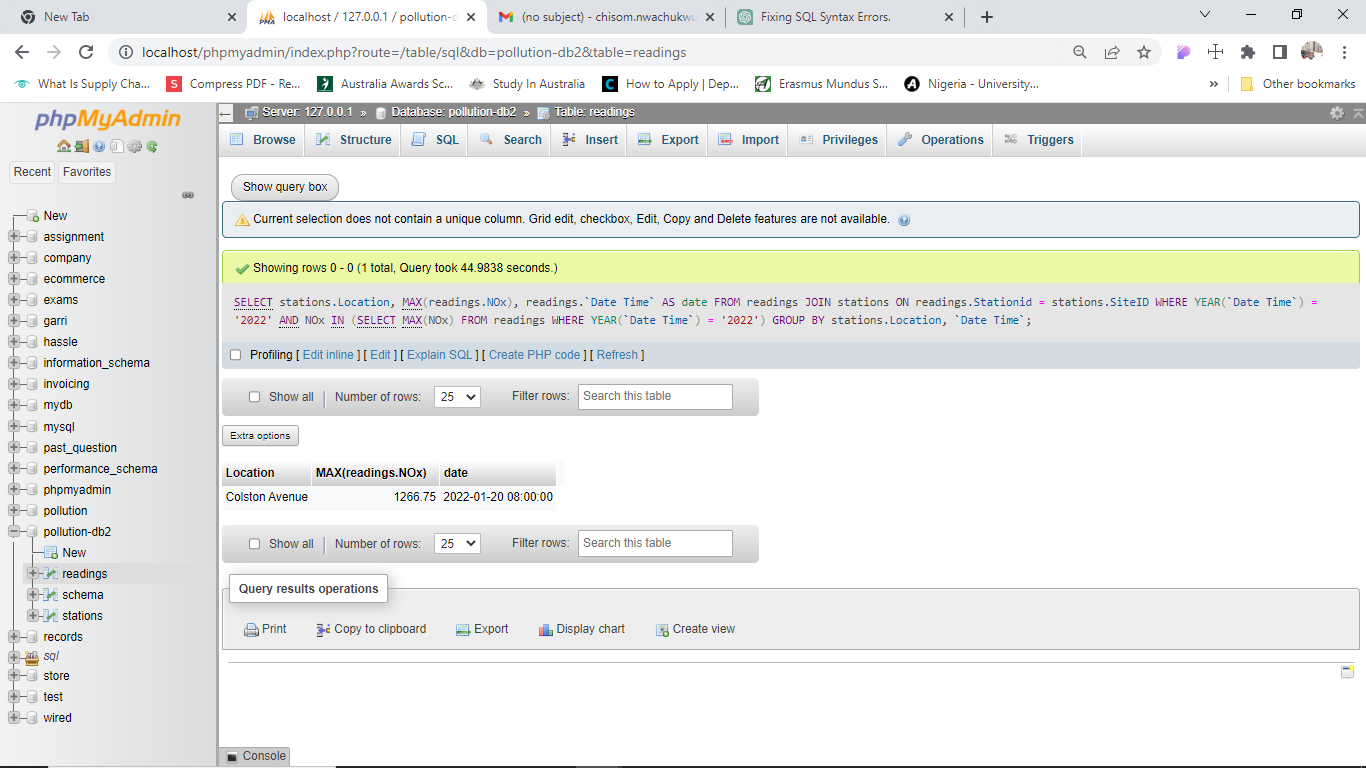 New Tab
localhost / 127.0.0.1 / pollution-d
(no subject) - chisom.nwachukwu
Fixing SQL Syntax Errors.
localhost/phpmyadmin/index.php?route=/table/sql&db=pollution-db2&table=readings
What Is Supply Cha...
Compress PDF - Re...
Australia Awards Sc...
Study In Australia
How to Apply | Dep...
Erasmus Mundus S...
Nigeria - University...
»
Other bookmarks
phpMyAdmin
Recent
Favorites
New
assignment
company
ecommerce
exams
garri
hassle
information_schema
invoicing
mydb
mysql
past_question
performance_schema
phpmyadmin
pollution
pollution-db2
New
readings
schema
stations
records
sql
store
test
wired
Server: 127.0.0.1 » Database: pollution-db2 » Table: readings
Browse
Structure
SQL
Search
Insert
Export
Import
Privileges
Operations
Triggers
Show query box
Current selection does not contain a unique column. Grid edit, checkbox, Edit, Copy and Delete features are not available.
Showing rows 0 - 0 (1 total, Query took 44.9838 seconds.)
SELECT stations.Location, MAX(readings.NOx), readings.`Date Time` AS date FROM readings JOIN stations ON readings.Stationid = stations.SiteID WHERE YEAR(`Date Time`) =
'2022' AND NOx IN (SELECT MAX(NOx) FROM readings WHERE YEAR(`Date Time`) = '2022') GROUP BY stations.Location, `Date Time`;
Profiling [ Edit inline ] [ Edit ] [ Explain SQL ] [ Create PHP code ] [ Refresh ]
Show all | Number of rows: 25 Filter rows: Search this table
Extra options
Location MAX(readings.NOx) date
Colston Avenue 1266.75 2022-01-20 08:00:00
Show all | Number of rows: 25 Filter rows: Search this table
Query results operations
Print
Copy to clipboard
Export
Display chart
Create view
Console